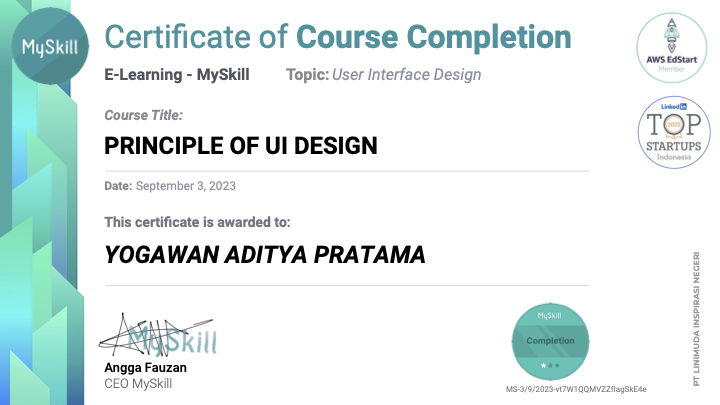 MySkill
Certificate of Course Completion
E-Learning - MySkill Topic: User Interface Design
Course Title:
PRINCIPLE OF UI DESIGN
Date: September 3, 2023
This certificate is awarded to:
YOGAWAN ADITYA PRATAMA
MySkill
Angga Fauzan
CEO MySkill
MySkill
Completion
MS-3/9/2023-vt7W1QQMVZZflagSkE4e
AWS EdStart
Member
LinkedIn
TOP
2022
STARTUPS
Indonesia
PT LINIMUDA INSPIRASI NEGERI